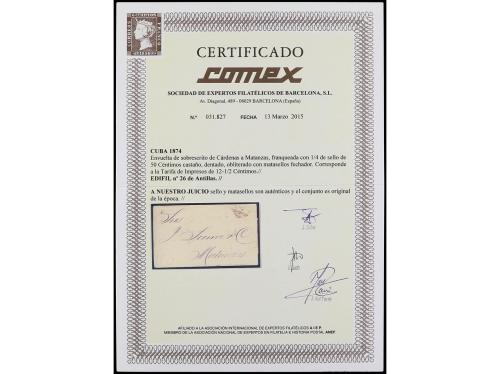 CERTIFICADO
comex
SOCIEDAD DE EXPERTOS FILATÉLICOS DE BARCELONA, S.L.
Av. Diagonal, 489 - 08029 BARCELONA (España)
N.º 031.827 FECHA 13 Marzo 2015
CUBA 1874
Envuelta de sobrescrito de Cárdenas a Matanzas, franqueada con 1/4 de sello de
50 Céntimos castaño, dentado, obliterado con matasellos fechador. Corresponde
a la Tarifa de Impresos de 12-1/2 Céntimos.//
EDIFIL nº 26 de Antillas. //
A NUESTRO JUICIO sello y matasellos son auténticos y el conjunto es original
de la época. //
Matanzas
AFILIADO A LA ASOCIACIÓN INTERNACIONAL DE EXPERTOS FILATÉLICOS A I E P.
MIEMBRO DE LA ASOCIACIÓN NACIONAL DE EXPERTOS EN FILATELIA E HISTORIA POSTAL ANEF.